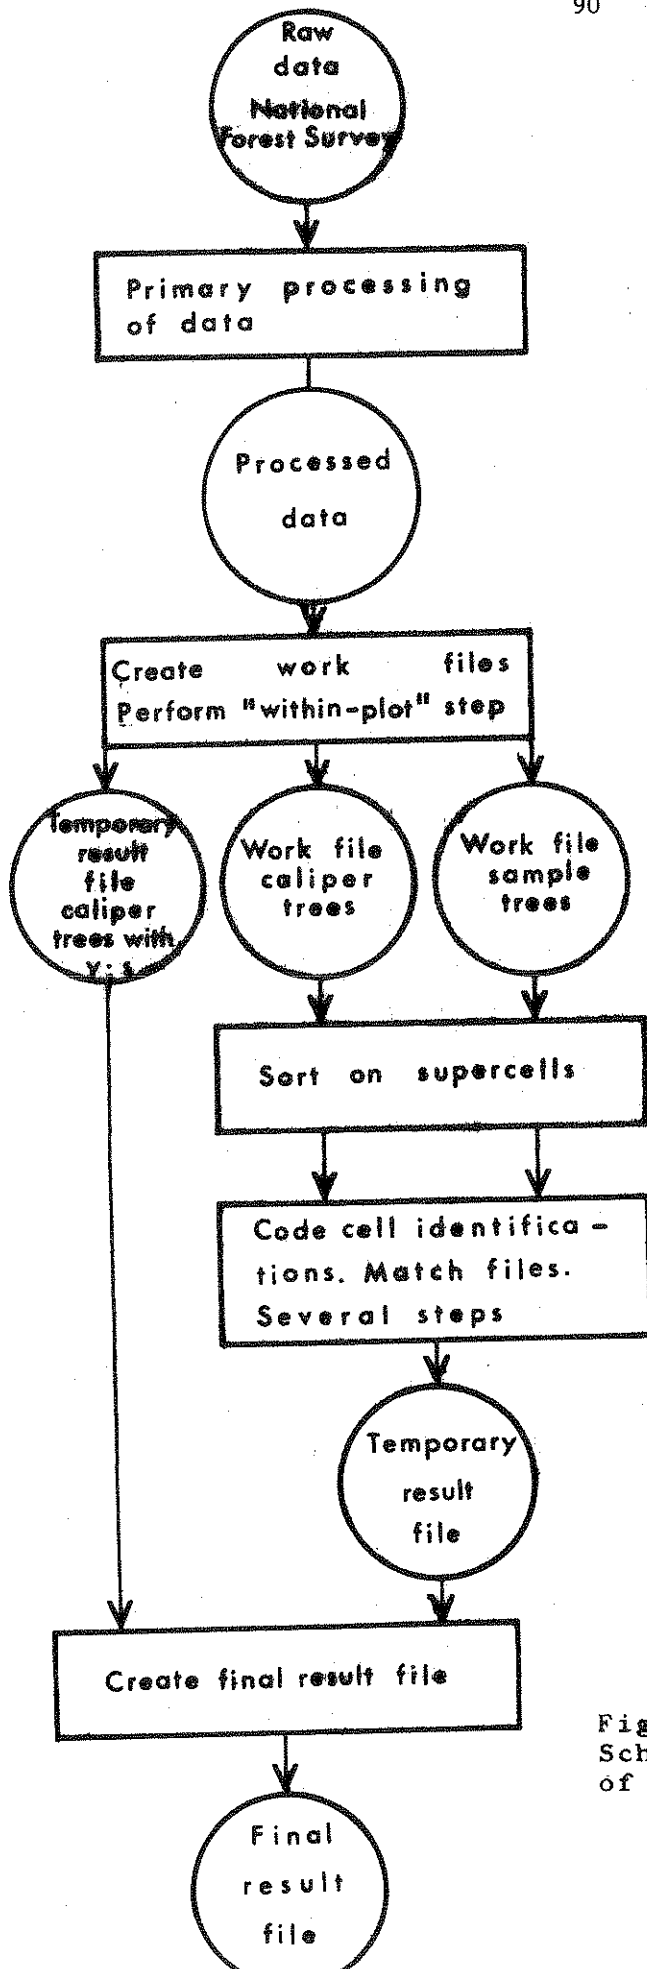 90
Raw
data
National
Forest Survey
Primary processing
of data
Processed
data
Create work files
Perform "within-plot" step
Temporary
result
file
caliper
trees with
Work file
caliper
trees
Work file
sample
trees
Sort on supercells
Code cell identifica-
tions. Match files.
Several steps
Temporary
result
file
Create final result file
Fig
Sch
of
Final
result
file